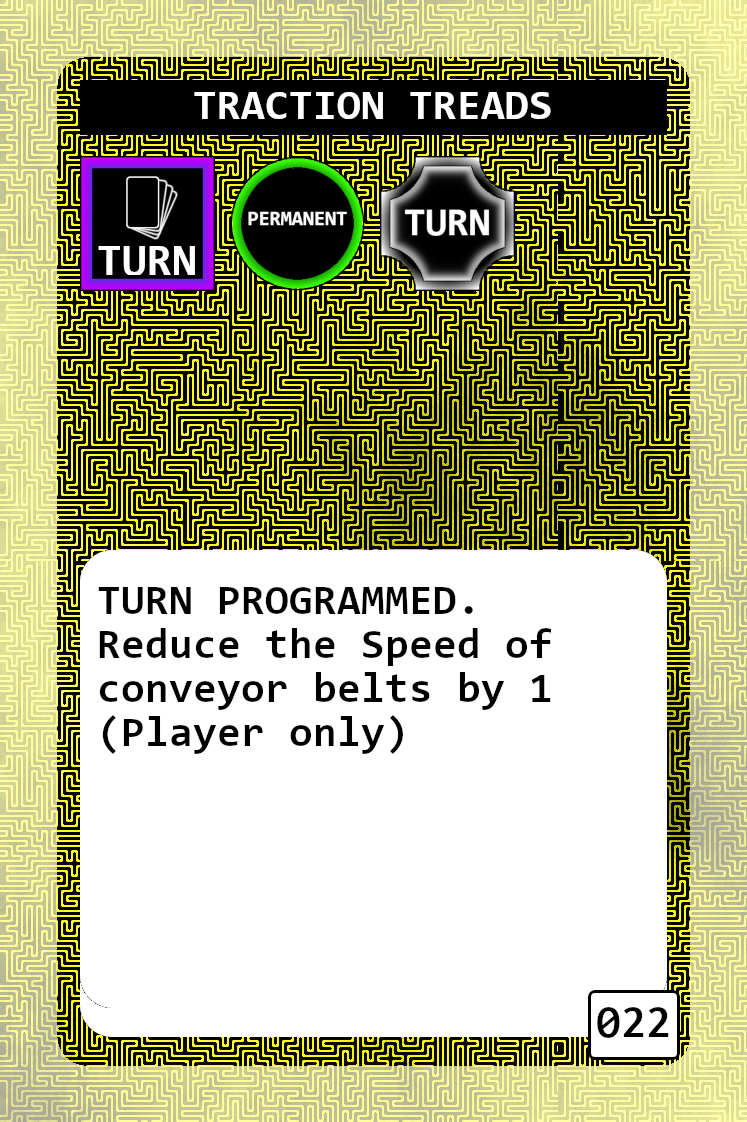 TRACTION TREADS
TURN
PERMANENT
TURN
TURN PROGRAMMED.
Reduce the Speed of
conveyor belts by 1
(Player only)
022